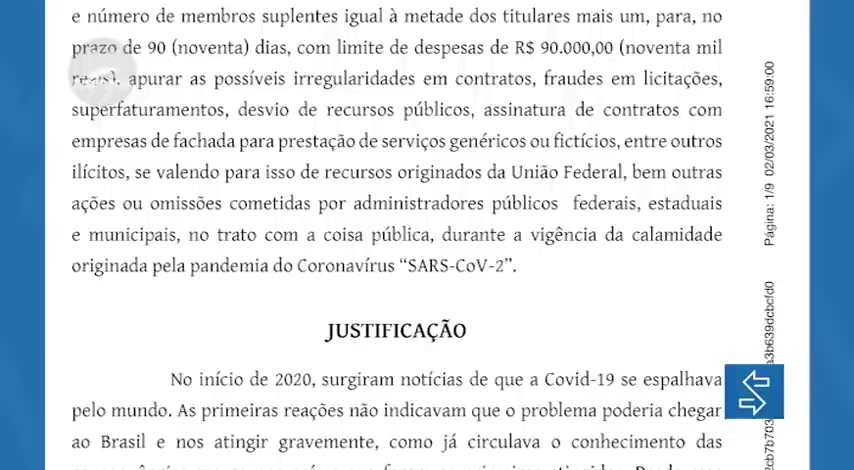 e número de membros suplentes igual à metade dos titulares mais um, para, no
prazo de 90 (noventa) dias, com limite de despesas de R$ 90.000,00 (noventa mil
reais), apurar as possíveis irregularidades em contratos, fraudes em licitações,
superfaturamentos, desvio de recursos públicos, assinatura de contratos com
empresas de fachada para prestação de serviços genéricos ou fictícios, entre outros
ilícitos, se valendo para isso de recursos originados da União Federal, bem outras
ações ou omissões cometidas por administradores públicos federais, estaduais
e municipais, no trato com a coisa pública, durante a vigência da calamidade
originada pela pandemia do Coronavírus “SARS-CoV-2”.
JUSTIFICAÇÃO
No início de 2020, surgiram notícias de que a Covid-19 se espalhava
pelo mundo. As primeiras reações não indicavam que o problema poderia chegar
ao Brasil e nos atingir gravemente, como já circulava o conhecimento das
Página: 1/9 02/03/2021 16:59:00
a3b639dcbcfd0